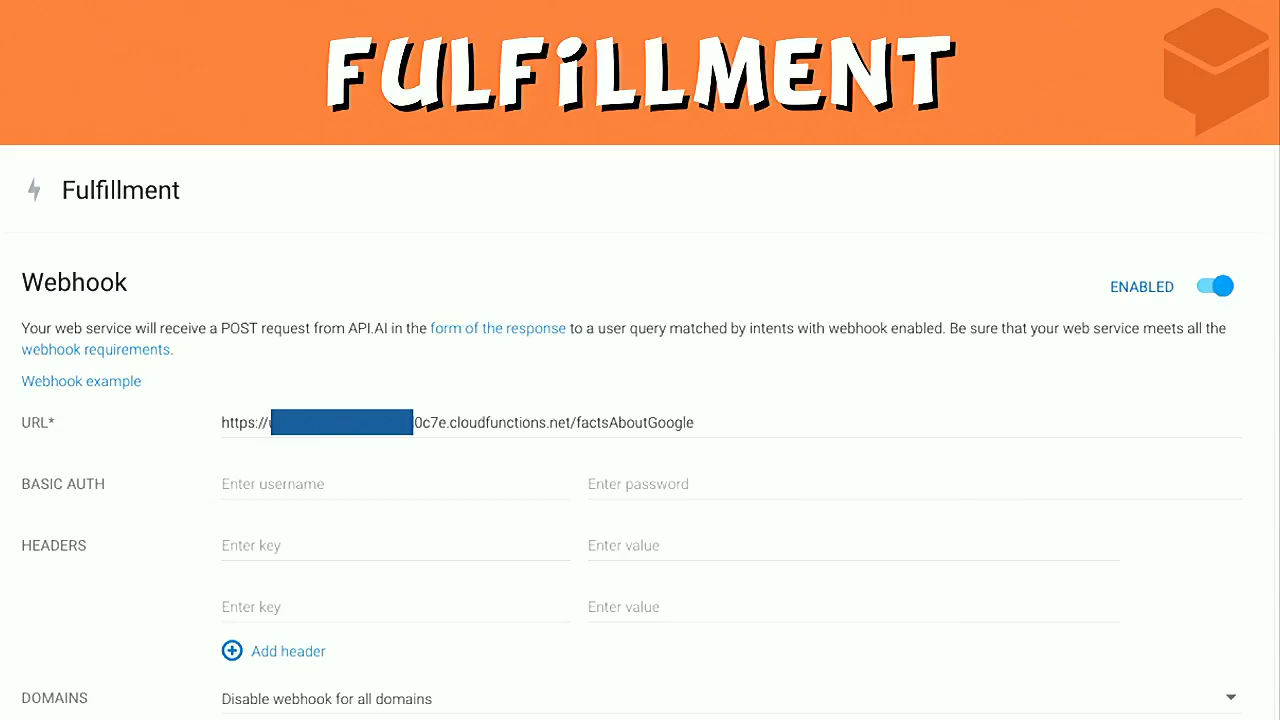 FULFiLLMENT
Fulfillment
Webhook
ENABLED
Your web service will receive a POST request from API.AI in the form of the response to a user query matched by intents with webhook enabled. Be sure that your web service meets all the
webhook requirements.
Webhook example
URL* https:// 0c7e.cloudfunctions.net/factsAboutGoogle
BASIC AUTH Enter username Enter password
HEADERS Enter key Enter value
Enter key Enter value
Add header
DOMAINS Disable webhook for all domains